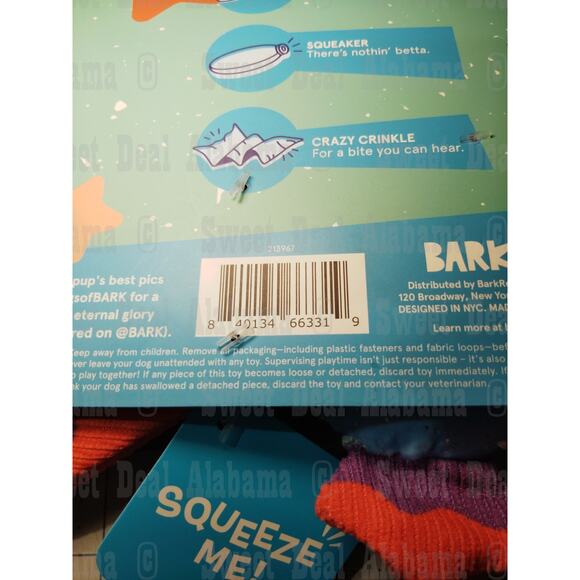 SQUEAKER
There's nothin' betta.
CRAZY CRINKLE
For a bite you can hear.
213967
BARK
pup's best pics
sofBARK for a
eternal glory
red on @BARK).
8 40134 66331 9
Distributed by BarkRe
120 Broadway, New Yor
DESIGNED IN NYC. MAD
Learn more at b
Keep away from children. Remove all packaging—including plastic fasteners and fabric loops—bef
ver leave your dog unattended with any toy. Supervising playtime isn't just responsible – it's also
o play together! If any piece of this toy becomes loose or detached, discard toy immediately. If
nk your dog has swallowed a detached piece, discard the toy and contact your veterinarian.
SQUEEZE
ME!
Sweet Deal Alabama ©